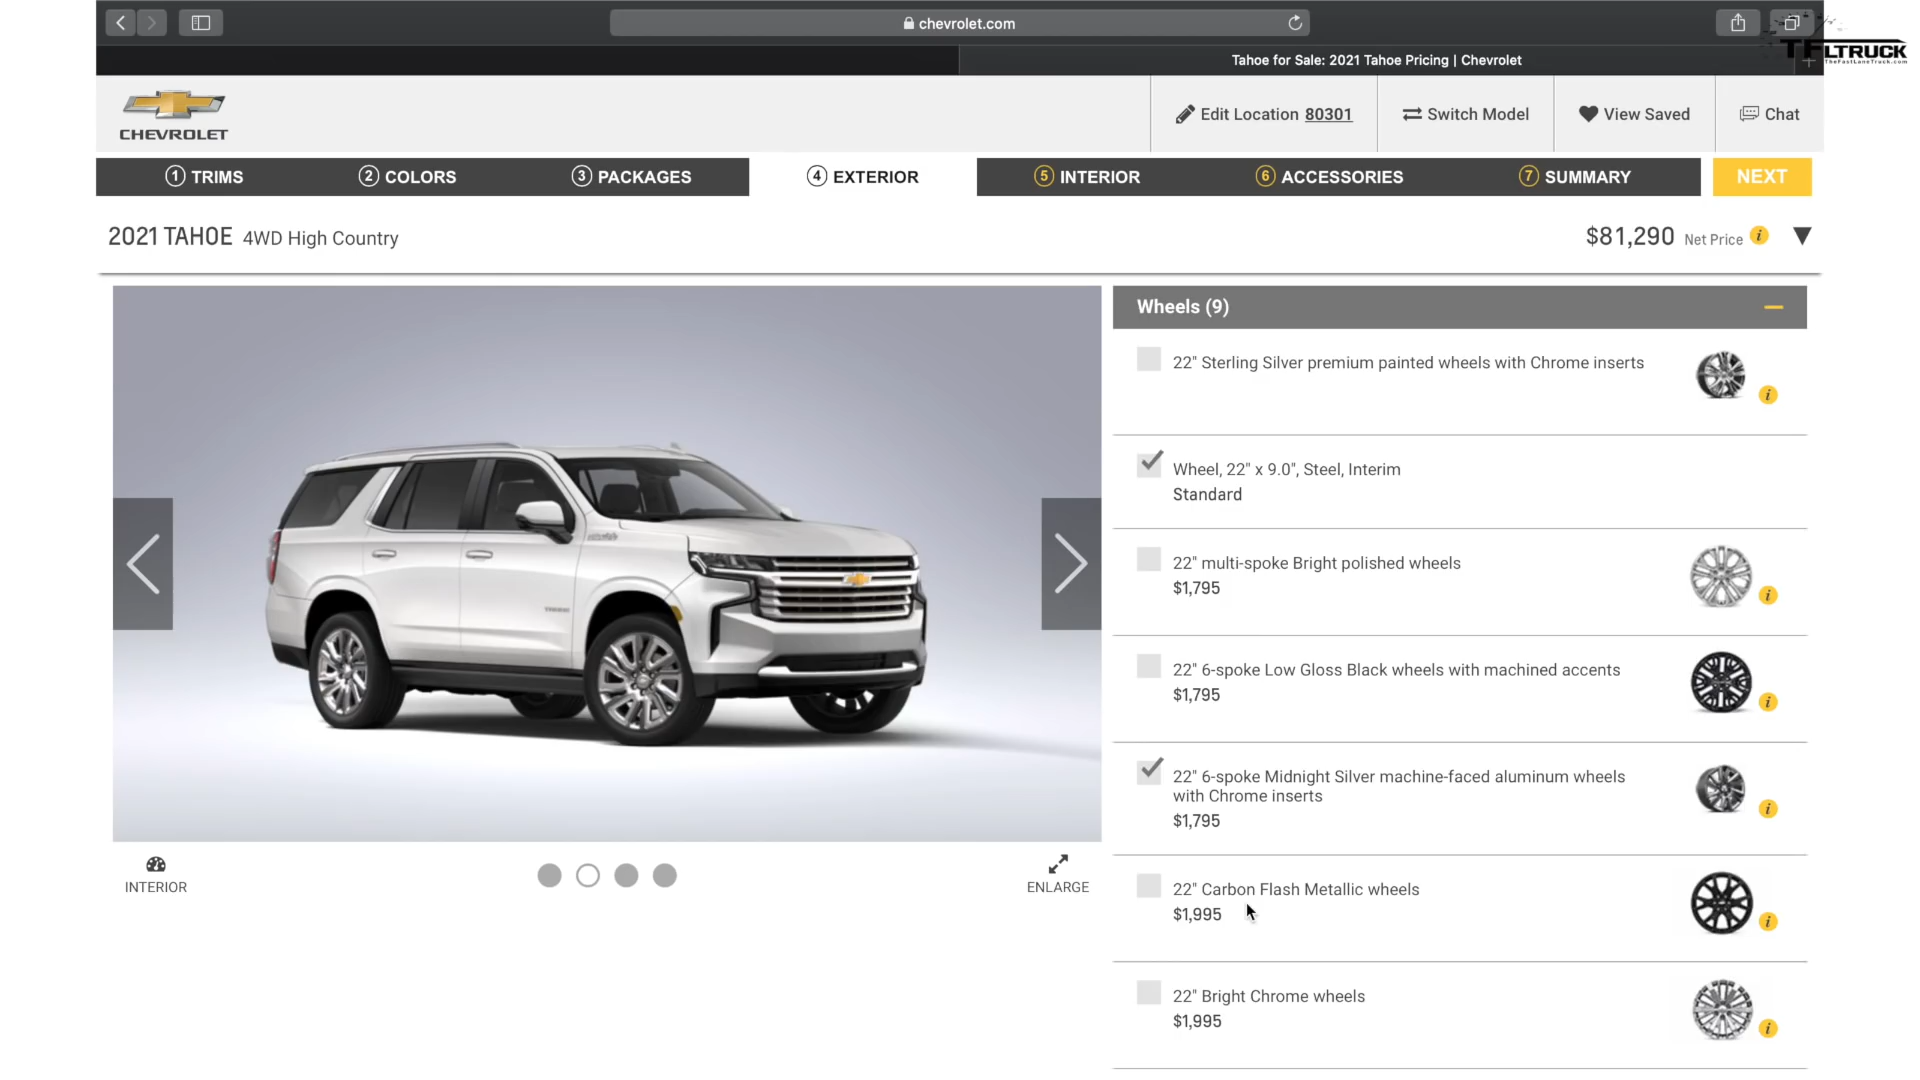 chevrolet.com
Tahoe for Sale: 2021 Tahoe Pricing | Chevrolet
TFLTRUCK
TheFastLaneTruck.com
CHEVROLET
Edit Location 80301
Switch Model
View Saved
Chat
1 TRIMS
2 COLORS
3 PACKAGES
4 EXTERIOR
5 INTERIOR
6 ACCESSORIES
7 SUMMARY
NEXT
2021 TAHOE 4WD High Country
$81,290 Net Price i
Wheels (9)
22" Sterling Silver premium painted wheels with Chrome inserts
i
Wheel, 22" x 9.0", Steel, Interim
Standard
22" multi-spoke Bright polished wheels
$1,795
i
22" 6-spoke Low Gloss Black wheels with machined accents
$1,795
i
22" 6-spoke Midnight Silver machine-faced aluminum wheels
with Chrome inserts
$1,795
i
22" Carbon Flash Metallic wheels
$1,995
i
22" Bright Chrome wheels
$1,995
i
INTERIOR
ENLARGE